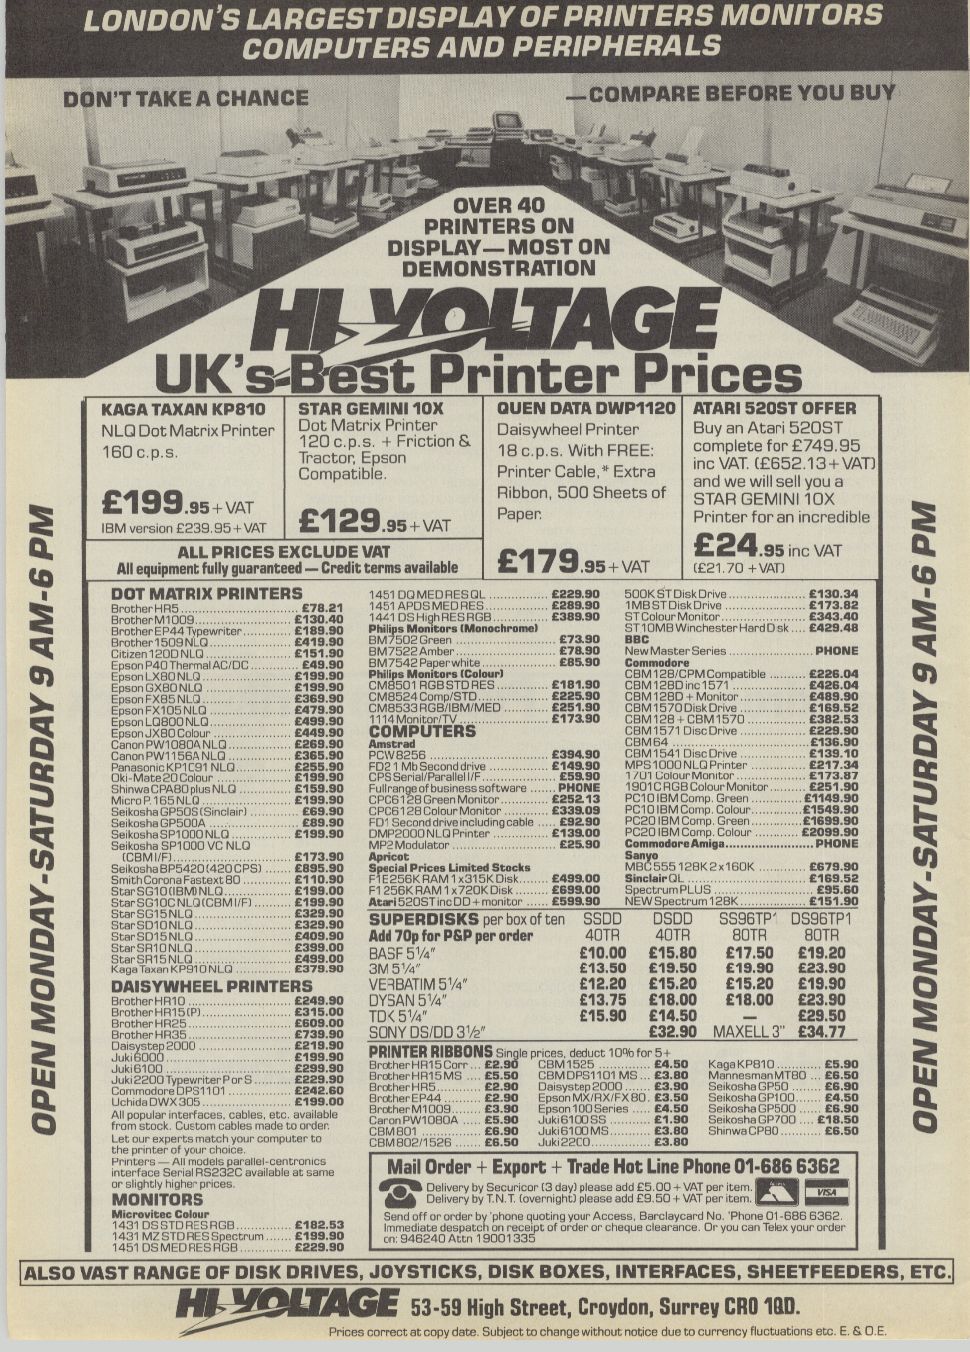 LONDON'S LARGEST DISPLAY OF PRINTERS MONITORS
COMPUTERS AND PERIPHERALS
DON'T TAKE A CHANCE
—COMPARE BEFORE YOU BUY
OVER 40
PRINTERS ON
DISPLAY—MOST ON
DEMONSTRATION
HI VOLTAGE
UK's Best Printer Prices
KAGA TAXAN KP810
NLQ Dot Matrix Printer
160 c.p.s.
£199.95 + VAT
IBM version £239.95 + VAT
STAR GEMINI 10X
Dot Matrix Printer
120 c.p.s. + Friction &
Tractor, Epson
Compatible.
£129.95 + VAT
QUEN DATA DWP1120
Daisywheel Printer
18 c.p.s. With FREE:
Printer Cable,* Extra
Ribbon, 500 Sheets of
Paper.
£179.95 + VAT
ATARI 520ST OFFER
Buy an Atari 520ST
complete for £749.95
inc VAT. (£652.13 + VAT)
and we will sell you a
STAR GEMINI 10X
Printer for an incredible
£24.95 inc VAT
(£21.70 + VAT)
ALL PRICES EXCLUDE VAT
All equipment fully guaranteed — Credit terms available
OPEN MONDAY-SATURDAY 9 AM-6 PM
DOT MATRIX PRINTERS
Brother HR5 £78.21
Brother M1009 £130.40
Brother EP44 Typewriter £189.90
Brother 1509 NLQ £419.90
Citizen 120D NLQ £151.90
Epson P40 Thermal AC/DC £49.90
Epson LX80 NLQ £199.90
Epson GX80 NLQ £199.90
Epson FX85 NLQ £369.90
Epson FX105 NLQ £479.90
Epson LQ800 NLQ £499.90
Epson JX80 Colour £449.90
Canon PW1080A NLQ £269.90
Canon PW1156A NLQ £365.90
Panasonic KP1C91 NLQ £255.90
Oki-Mate 20 Colour £199.90
Shinwa CPA80 plus NLQ £159.90
Micro P. 165 NLQ £199.90
Seikosha GP50S (Sinclair) £69.90
Seikosha GP500A £89.90
Seikosha SP1000 NLQ £199.90
Seikosha SP1000 VC NLQ
(CBM I/F) £173.90
Seikosha BP5420 (420 CPS) £895.90
Smith Corona Fastext 80 £110.90
Star SG10 (IBM) NLQ £199.00
Star SG10C NLQ (CBM I/F) £199.90
Star SG15 NLQ £329.90
Star SD10 NLQ £329.90
Star SD15 NLQ £409.90
Star SR10 NLQ £399.00
Star SR15 NLQ £499.00
Kaga Taxan KP910 NLQ £379.90
DAISYWHEEL PRINTERS
Brother HR10 £249.90
Brother HR15 (P) £315.00
Brother HR25 £609.00
Brother HR35 £739.90
Daisystep 2000 £219.90
Juki 6000 £199.90
Juki 6100 £299.90
Juki 2200 Typewriter P or S £229.90
Commodore DPS1101 £242.60
Uchida DWX 305 £199.00
All popular interfaces, cables, etc. available
from stock. Custom cables made to order.
Let our experts match your computer to
the printer of your choice.
Printers — All models parallel-centronics
interface Serial RS232C available at same
or slightly higher prices.
MONITORS
Microvitec Colour
1431 DS STD RES RGB £182.53
1431 MZ STD RES Spectrum £199.90
1451 DS MED RES RGB £229.90
1451 DQ MED RES QL £229.90
1451 APDS MED RES £289.90
1441 DS High RES RGB £389.90
Philips Monitors (Monochrome)
BM7502 Green £73.90
BM7522 Amber £78.90
BM7542 Paper white £85.90
Philips Monitors (Colour)
CM8501 RGB STD RES £181.90
CM8524 Comp/STD £225.90
CM8533 RGB/IBM/MED £251.90
1114 Monitor/TV £173.90
COMPUTERS
Amstrad
PCW8256 £394.90
FD2 1 Mb Second drive £149.90
CPS Serial/Parallel I/F £59.90
Full range of business software PHONE
CPC6128 Green Monitor £252.13
CPC6128 Colour Monitor £339.09
FD1 Second drive including cable £92.90
DMP2000 NLQ Printer £139.00
MP2 Modulator £25.90
Apricot
Special Prices Limited Stocks
F1E 256K RAM 1 x 315K Disk £499.00
F1 256K RAM 1 x 720K Disk £699.00
Atari 520ST inc DD + monitor £599.90
500K ST Disk Drive £130.34
1MB ST Disk Drive £173.82
ST Colour Monitor £343.40
ST 10MB Winchester Hard Disk £429.48
BBC
New Master Series PHONE
Commodore
CBM 128/CPM Compatible £226.04
CBM 128D inc 1571 £426.04
CBM 128D + Monitor £489.90
CBM 1570 Disk Drive £169.52
CBM 128 + CBM 1570 £382.53
CBM 1571 Disc Drive £229.90
CBM 64 £136.90
CBM 1541 Disc Drive £139.10
MPS 1000 NLQ Printer £217.34
1701 Colour Monitor £173.87
1901C RGB Colour Monitor £251.90
PC10 IBM Comp. Green £1149.90
PC10 IBM Comp. Colour £1549.90
PC20 IBM Comp. Green £1699.90
PC20 IBM Comp. Colour £2099.90
Commodore Amiga PHONE
Sanyo
MBC 555 128K 2 x 160K £679.90
Sinclair QL £169.52
Spectrum PLUS £95.60
NEW Spectrum 128K £151.90
SUPERDISKS per box of ten SSDD DSDD SS96TP1 DS96TP1
Add 70p for P&P per order 40TR 40TR 80TR 80TR
BASF 5¼" £10.00 £15.80 £17.50 £19.20
3M 5¼" £13.50 £19.50 £19.90 £23.90
VERBATIM 5¼" £12.20 £15.20 £15.20 £19.90
DYSAN 5¼" £13.75 £18.00 £18.00 £23.90
TDK 5¼" £15.90 £14.50 — £29.50
SONY DS/DD 3½" £32.90 MAXELL 3" £34.77
PRINTER RIBBONS Single prices, deduct 10% for 5+
Brother HR15 Corr £2.90
Brother HR15 MS £5.50
Brother HR5 £2.90
Brother EP44 £2.90
Brother M1009 £3.90
Canon PW1080A £5.90
CBM 801 £6.90
CBM 802/1526 £6.50
CBM 1525 £4.50
CBM DPS1101 MS £3.80
Daisystep 2000 £3.90
Epson MX/RX/FX 80 £3.50
Epson 100 Series £4.50
Juki 6100 SS £1.90
Juki 6100 MS £3.80
Juki 2200 £3.80
Kaga KP810 £5.90
Mannesman MT80 £6.50
Seikosha GP50 £6.90
Seikosha GP100 £4.50
Seikosha GP500 £6.90
Seikosha GP700 £18.50
Shinwa CP80 £6.50
Mail Order + Export + Trade Hot Line Phone 01-686 6362
Delivery by Securicor (3 day) please add £5.00 + VAT per item.
Delivery by T.N.T. (overnight) please add £9.50 + VAT per item.
VISA
Send off or order by 'phone quoting your Access, Barclaycard No. 'Phone 01-686 6362.
Immediate despatch on receipt of order or cheque clearance. Or you can Telex your order
on: 946240 Attn 19001335
OPEN MONDAY-SATURDAY 9 AM-6 PM
ALSO VAST RANGE OF DISK DRIVES, JOYSTICKS, DISK BOXES, INTERFACES, SHEETFEEDERS, ETC.
HI VOLTAGE 53-59 High Street, Croydon, Surrey CR0 1QD.
Prices correct at copy date. Subject to change without notice due to currency fluctuations etc. E. & O.E.